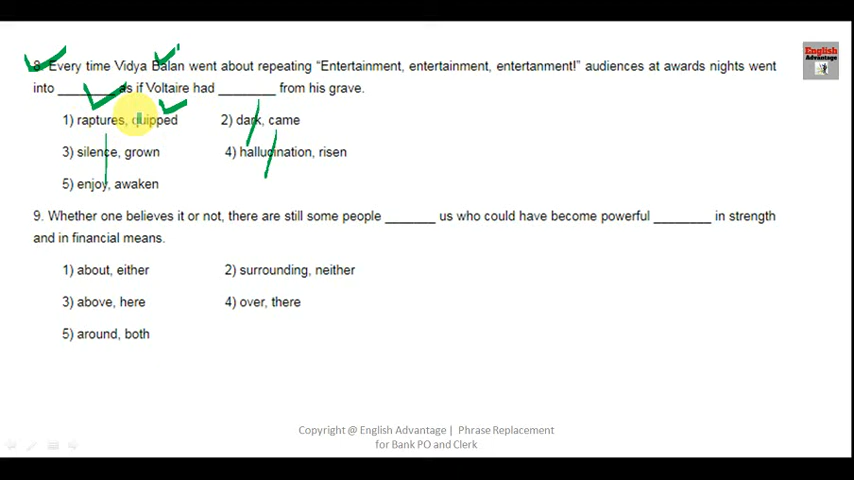 English
Advantage
8. Every time Vidya Balan went about repeating “Entertainment, entertainment, entertanment!” audiences at awards nights went
into ________ as if Voltaire had ________ from his grave.
1) raptures, quipped 2) dark, came
3) silence, grown 4) hallucination, risen
5) enjoy, awaken
9. Whether one believes it or not, there are still some people _______ us who could have become powerful ________ in strength
and in financial means.
1) about, either 2) surrounding, neither
3) above, here 4) over, there
5) around, both
Copyright @ English Advantage | Phrase Replacement
for Bank PO and Clerk